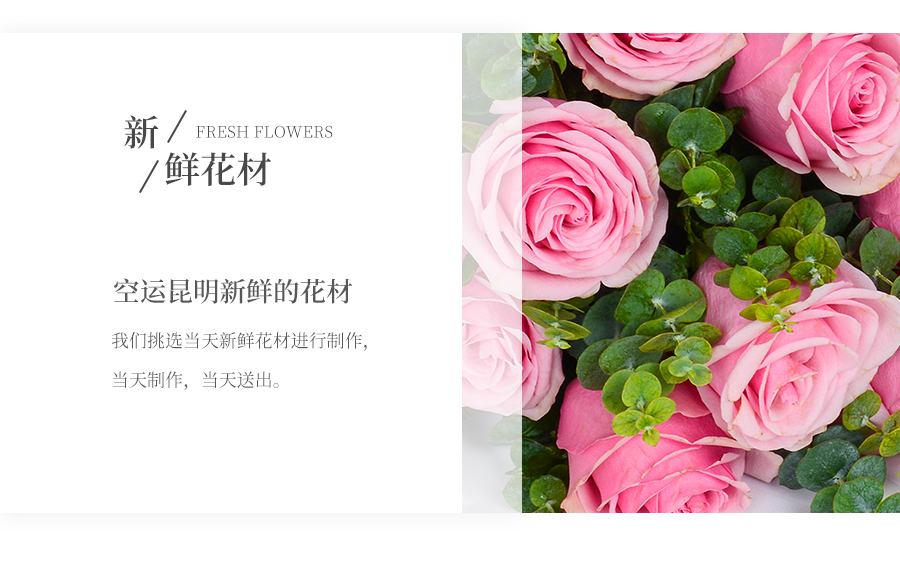 新
FRESH FLOWERS
鲜花材
空运昆明新鲜的花材
我们挑选当天新鲜花材进行制作,
当天制作，当天送出。